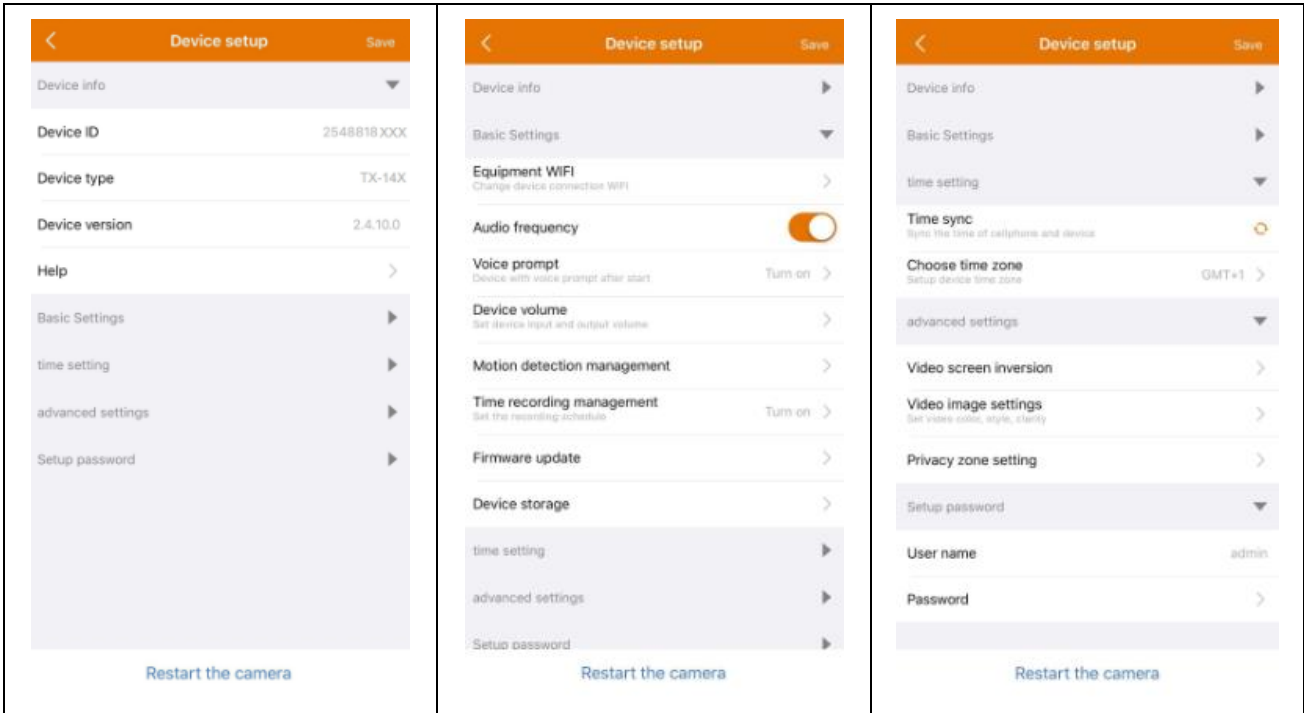 Device setup
Save
Device info
Device ID
2548818XXX
Device type
TX-14X
Device version
2.4.10.0
Help
Basic Settings
time setting
advanced settings
Setup password
Restart the camera
Device setup
Save
Device info
Basic Settings
Equipment WIFI
Change device connection WIFI
Audio frequency
Voice prompt
Device with voice prompt after start
Turn on
Device volume
Set device input and output volume
Motion detection management
Time recording management
Set the recording schedule
Turn on
Firmware update
Device storage
time setting
advanced settings
Setup password
Restart the camera
Device setup
Save
Device info
Basic Settings
time setting
Time sync
Sync the time of cellphone and device
Choose time zone
Setup device time zone
GMT+1
advanced settings
Video screen inversion
Video image settings
Set video color, style, clarity
Privacy zone setting
Setup password
User name
admin
Password
Restart the camera